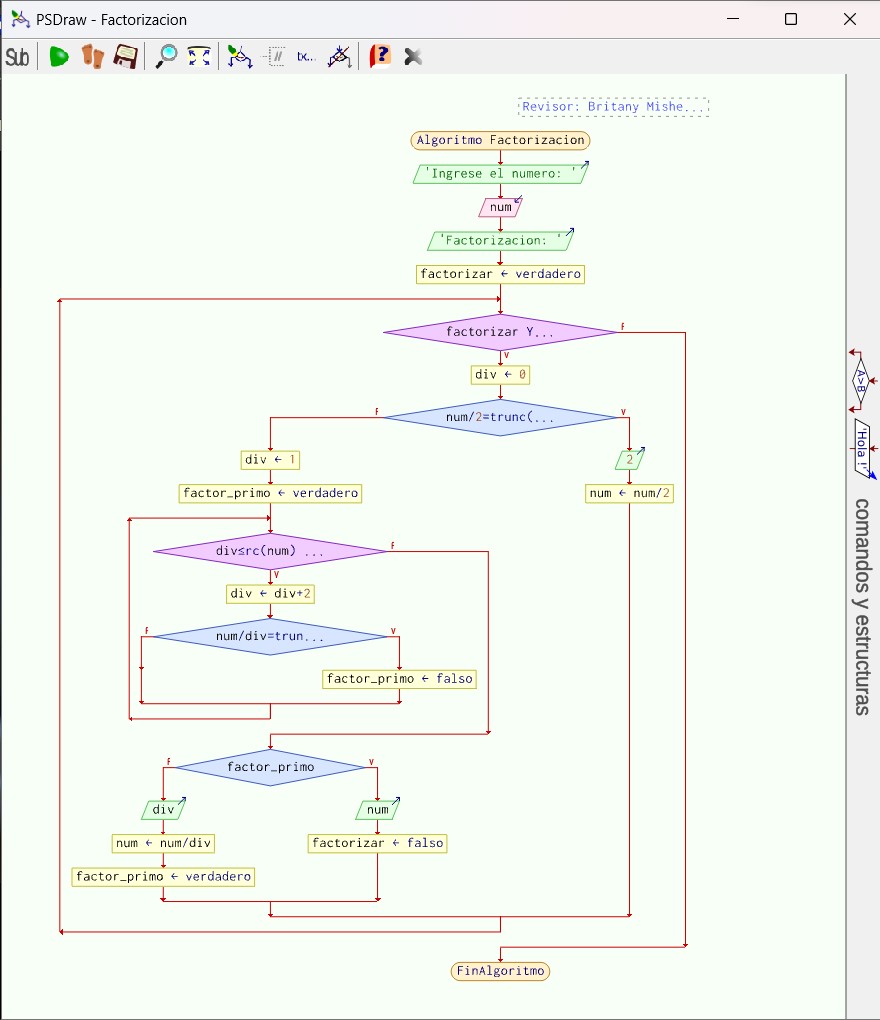 PSDraw - Factorizacion
Sub
tx...
?
Revisor: Britany Mishe...
Algoritmo Factorizacion
'Ingrese el numero: '
num
'Factorizacion: '
factorizar ← verdadero
factorizar Y...
F
V
div ← 0
num/2=trunc(...
F
V
div ← 1
2
factor_primo ← verdadero
num ← num/2
div≤rc(num) ...
F
V
div ← div+2
num/div=trun...
F
V
factor_primo ← falso
factor_primo
F
V
div
num
num ← num/div
factorizar ← falso
factor_primo ← verdadero
FinAlgoritmo
A>B
'Hola !'
comandos y estructuras